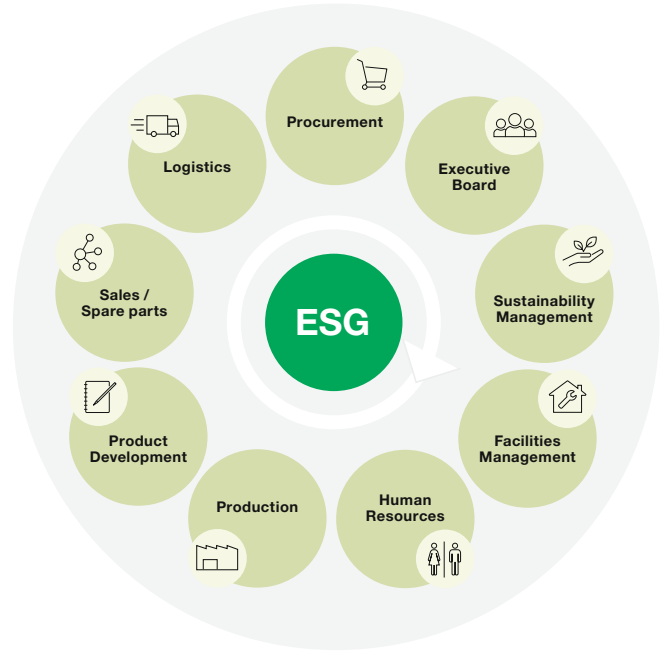 Procurement
Executive
Board
Sustainability
Management
Facilities
Management
Human
Resources
Production
Product
Development
Sales /
Spare parts
Logistics
ESG